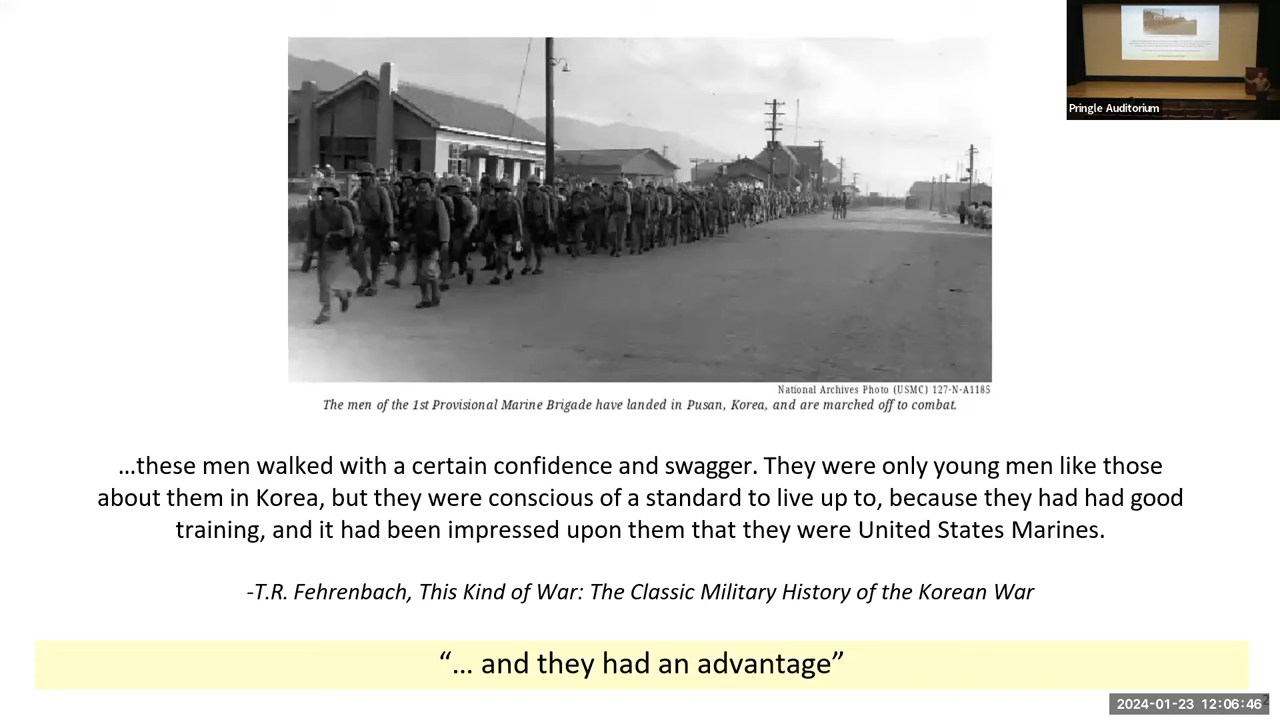 Pringle Auditorium
National Archives Photo (USMC) 127-N-A1185
The men of the 1st Provisional Marine Brigade have landed in Pusan, Korea, and are marched off to combat.
…these men walked with a certain confidence and swagger. They were only young men like those
about them in Korea, but they were conscious of a standard to live up to, because they had had good
training, and it had been impressed upon them that they were United States Marines.
-T.R. Fehrenbach, This Kind of War: The Classic Military History of the Korean War
“… and they had an advantage”
2024-01-23 12:06:46
2